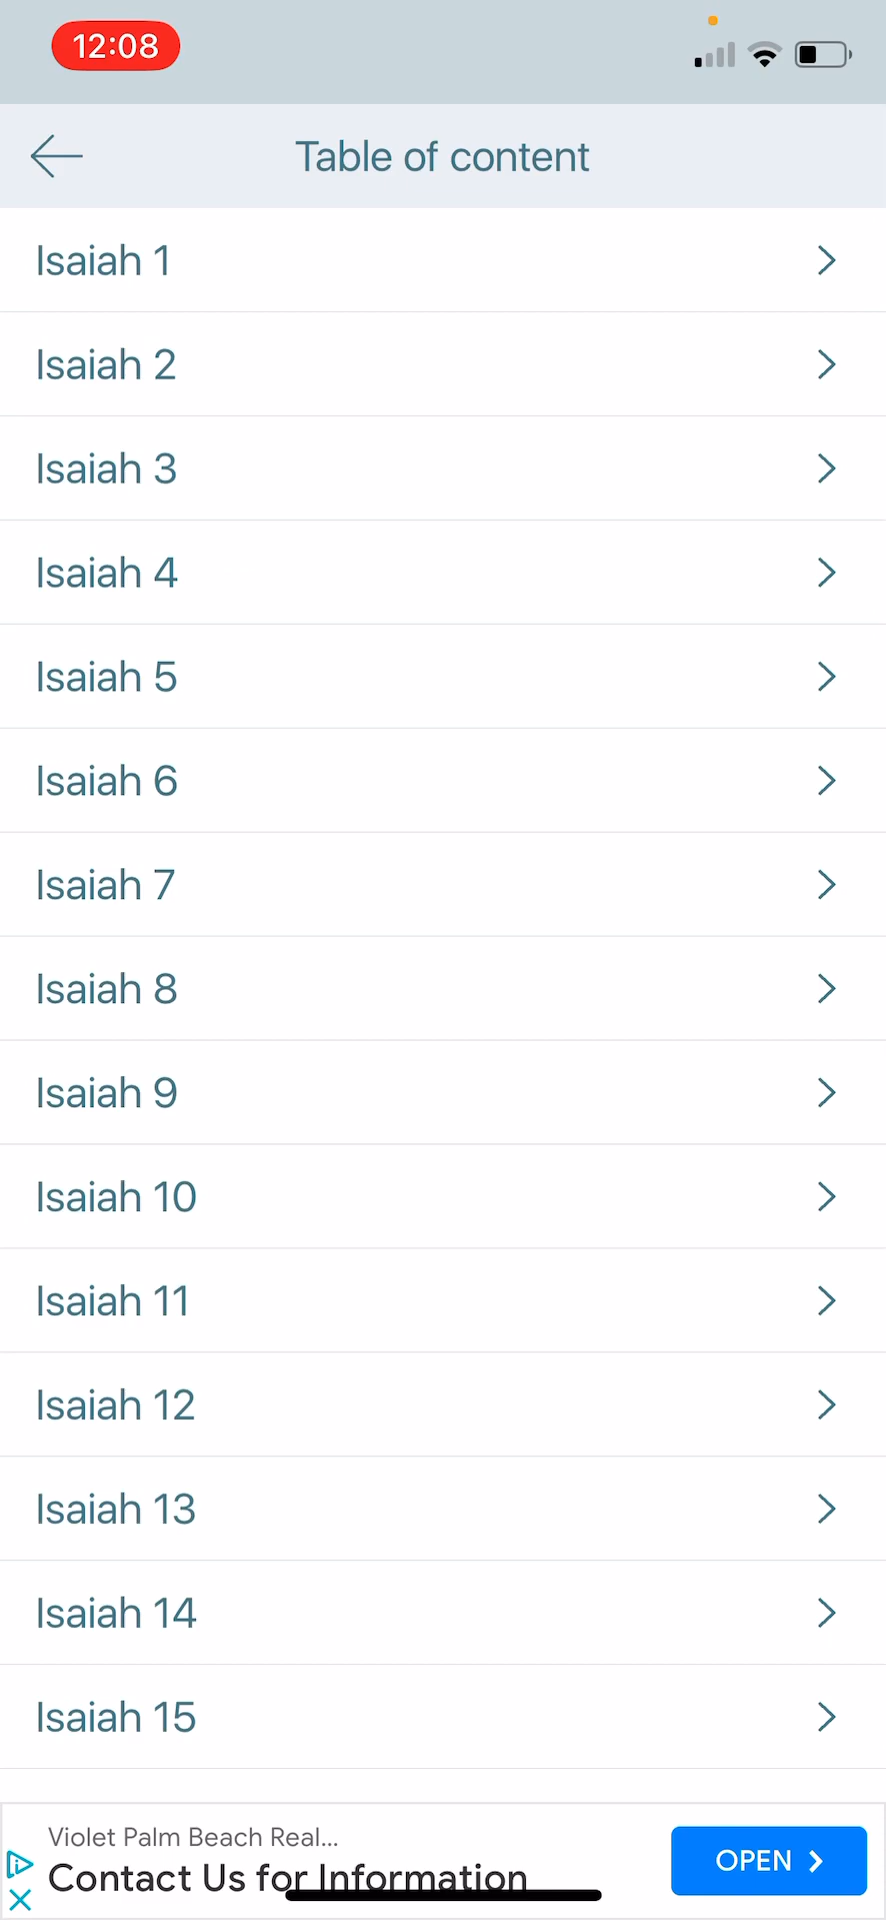 12:08
Table of content
Isaiah 1
Isaiah 2
Isaiah 3
Isaiah 4
Isaiah 5
Isaiah 6
Isaiah 7
Isaiah 8
Isaiah 9
Isaiah 10
Isaiah 11
Isaiah 12
Isaiah 13
Isaiah 14
Isaiah 15
Violet Palm Beach Real...
Contact Us for Information
OPEN